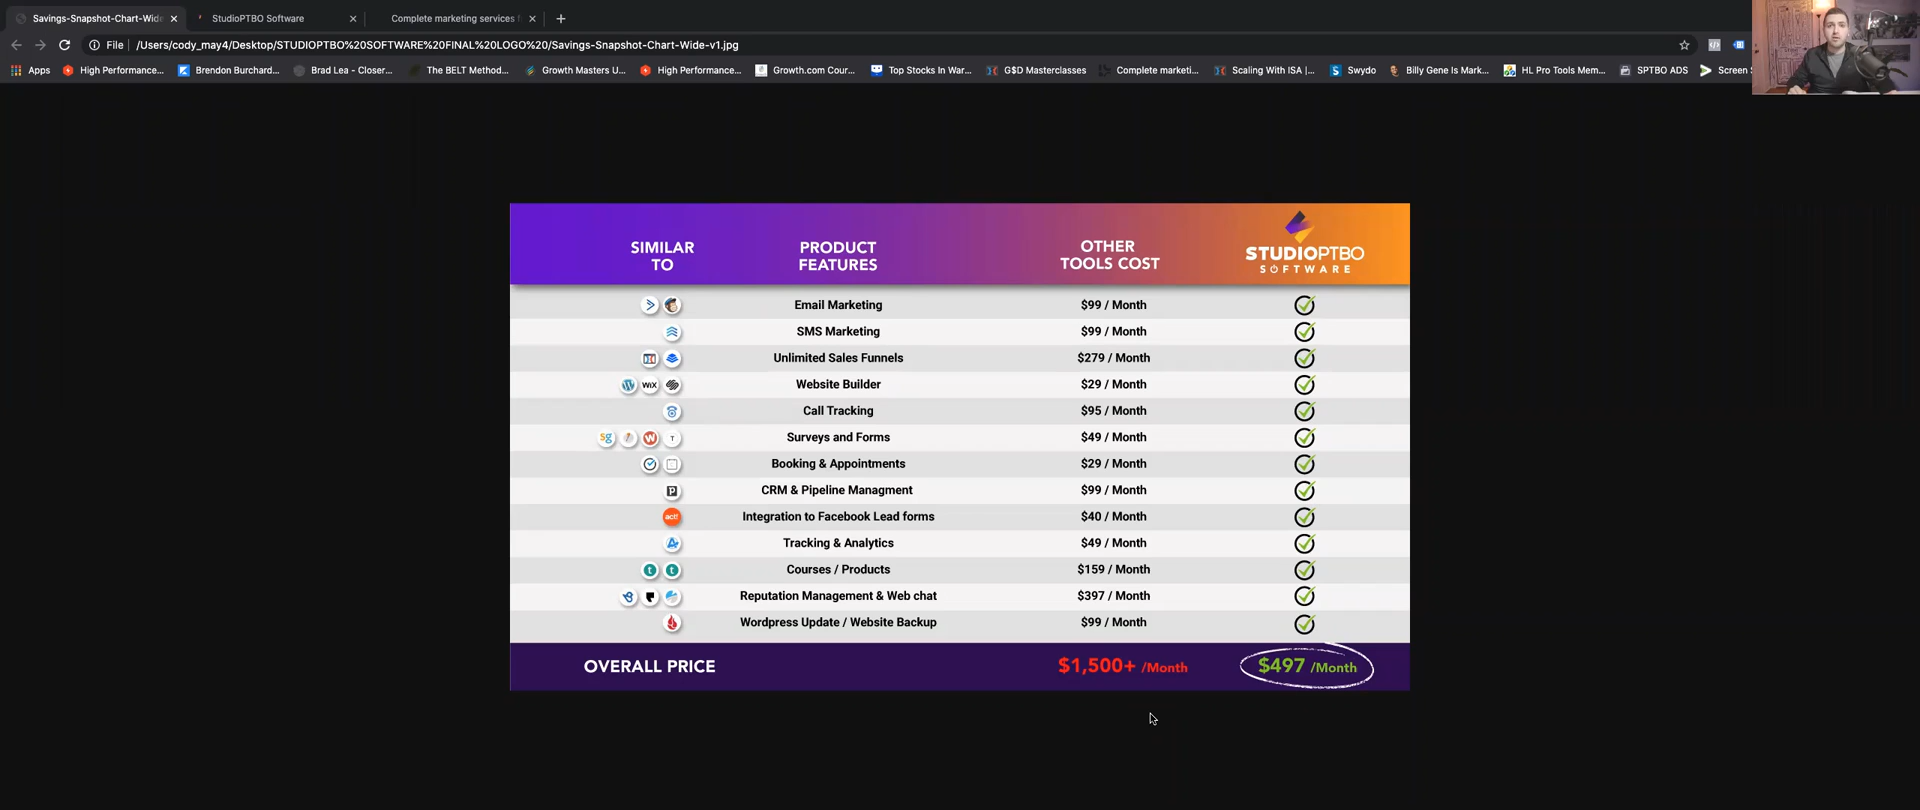 Savings-Snapshot-Chart-Wide
StudioPTBO Software
Complete marketing services f
File
/Users/cody_may4/Desktop/STUDIOPTBO%20SOFTWARE%20FINAL%20LOGO%20/Savings-Snapshot-Chart-Wide-v1.jpg
Apps
High Performance...
Brendon Burchard...
Brad Lea - Closer...
The BELT Method...
Growth Masters U...
High Performance...
Growth.com Cour...
Top Stocks In War...
G$D Masterclasses
Complete marketi...
Scaling With ISA |...
Swydo
Billy Gene Is Mark...
HL Pro Tools Mem...
SPTBO ADS
Screen S
SIMILAR
TO
PRODUCT
FEATURES
OTHER
TOOLS COST
STUDIOPTBO
SOFTWARE
Email Marketing $99 / Month
SMS Marketing $99 / Month
Unlimited Sales Funnels $279 / Month
WiX Website Builder $29 / Month
Call Tracking $95 / Month
sg W T Surveys and Forms $49 / Month
Booking & Appointments $29 / Month
CRM & Pipeline Managment $99 / Month
act! Integration to Facebook Lead forms $40 / Month
Tracking & Analytics $49 / Month
t t Courses / Products $159 / Month
Reputation Management & Web chat $397 / Month
Wordpress Update / Website Backup $99 / Month
OVERALL PRICE $1,500+ /Month $497 /Month